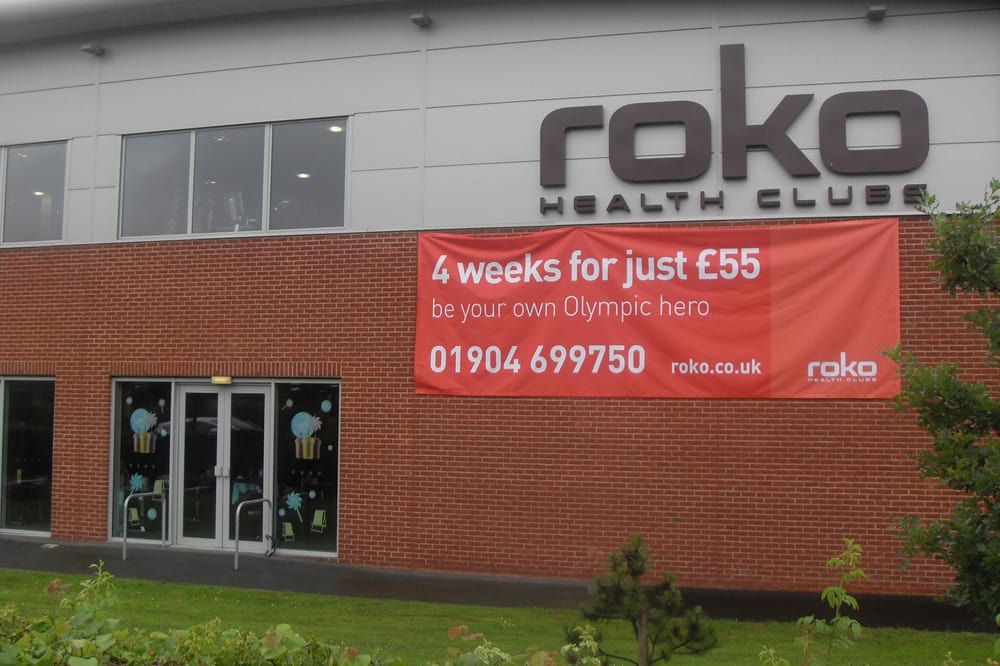 roko
HEALTH CLUBS
4 weeks for just £55
be your own Olympic hero
01904 699750
roko.co.uk
roko
HEALTH CLUBS